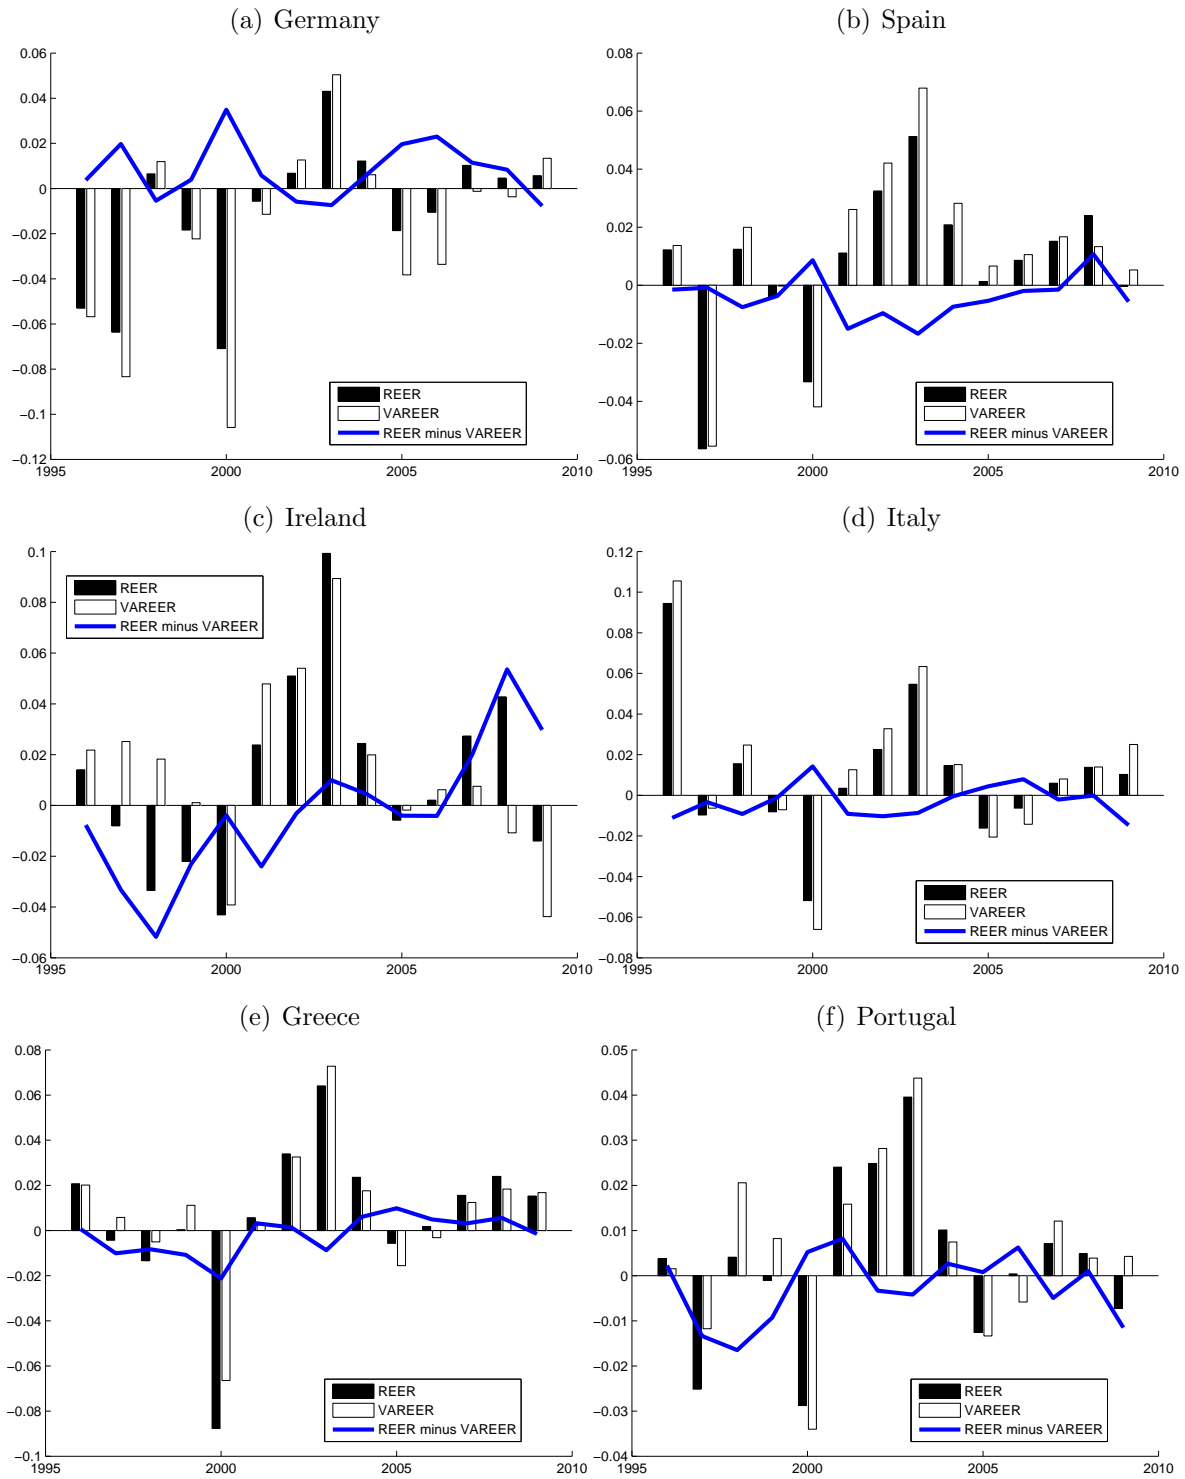 (a) Germany
0.06
0.04
0.02
0
−0.02
−0.04
−0.06
−0.08
−0.1
−0.12
1995 2000 2005 2010
REER
VAREER
REER minus VAREER
(b) Spain
0.08
0.06
0.04
0.02
0
−0.02
−0.04
−0.06
1995 2000 2005 2010
REER
VAREER
REER minus VAREER
(c) Ireland
0.1
0.08
0.06
0.04
0.02
0
−0.02
−0.04
−0.06
1995 2000 2005 2010
REER
VAREER
REER minus VAREER
(d) Italy
0.12
0.1
0.08
0.06
0.04
0.02
0
−0.02
−0.04
−0.06
−0.08
1995 2000 2005 2010
REER
VAREER
REER minus VAREER
(e) Greece
0.08
0.06
0.04
0.02
0
−0.02
−0.04
−0.06
−0.08
−0.1
1995 2000 2005 2010
REER
VAREER
REER minus VAREER
(f) Portugal
0.05
0.04
0.03
0.02
0.01
0
−0.01
−0.02
−0.03
−0.04
1995 2000 2005 2010
REER
VAREER
REER minus VAREER